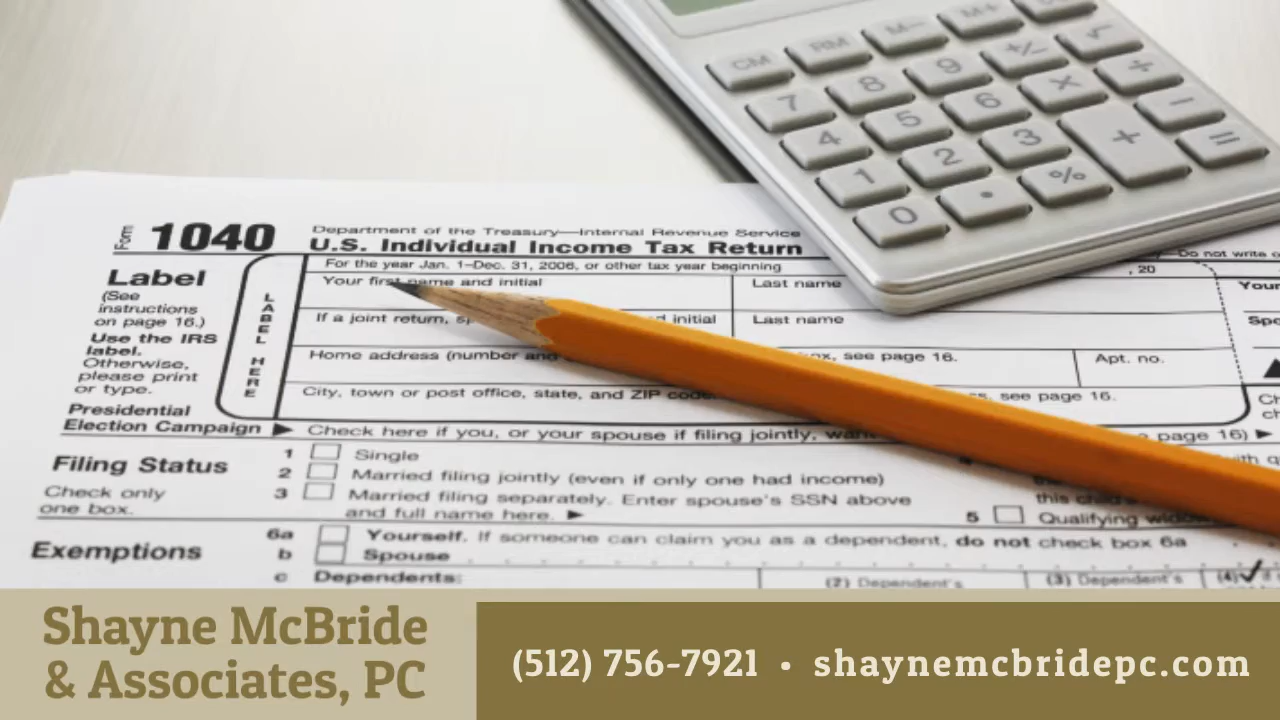 CM RM M− M+
7 8 9 +/− √
4 5 6 × ÷
1 2 3 + −
0 . % =
Form 1040 Department of the Treasury—Internal Revenue Service
U.S. Individual Income Tax Return
For the year Jan. 1–Dec. 31, 2006, or other tax year beginning , 20
Do not write
Label
(See
instructions
on page 16.)
Use the IRS
label.
Otherwise,
please print
or type.
LABEL HERE
Your first name and initial Last name Your
If a joint return, initial Last name
Home address (number and see page 16. Apt. no.
City, town or post office, state, and ZIP code. see page 16.
Presidential
Election Campaign ▶ Check here if you, or your spouse if filing jointly, page 16) ▶
Filing Status
Check only
one box.
1 Single
2 Married filing jointly (even if only one had income)
3 Married filing separately. Enter spouse's SSN above
and full name here. ▶
5 Qualifying
Exemptions
6a Yourself. If someone can claim you as a dependent, do not check box 6a
b Spouse
c Dependents: (2) Dependent's (3) Dependent's (4) ✓ if
Shayne McBride
& Associates, PC
(512) 756-7921 • shaynemcbridepc.com